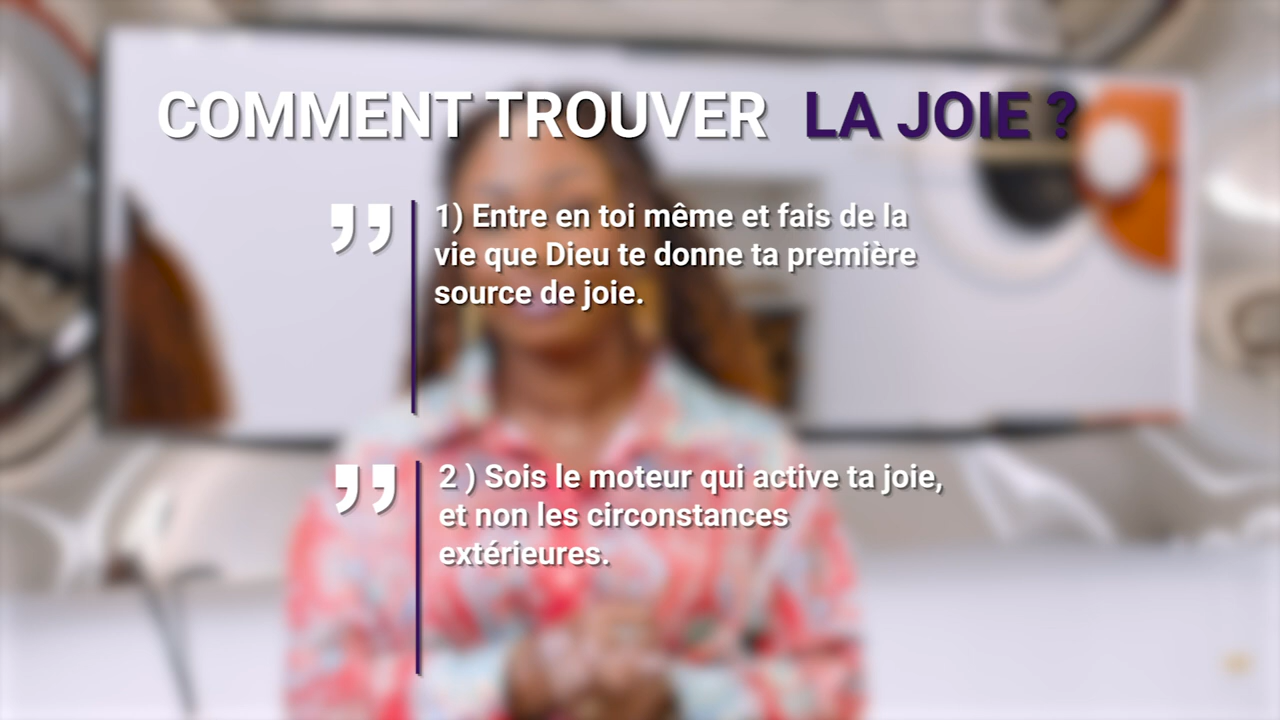 COMMENT TROUVER LA JOIE ?
1) Entre en toi même et fais de la
vie que Dieu te donne ta première
source de joie.
2 ) Sois le moteur qui active ta joie,
et non les circonstances
extérieures.